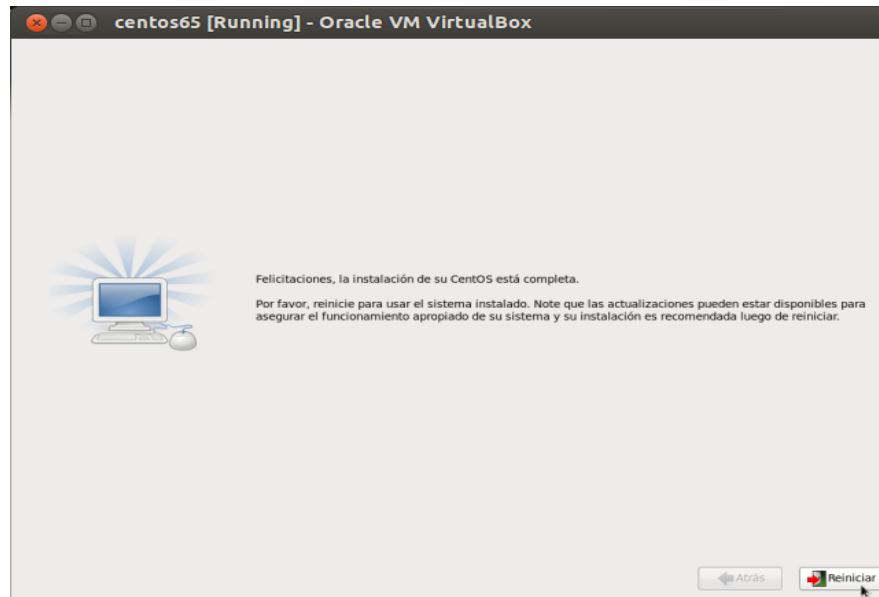 centos65 [Running] - Oracle VM VirtualBox
Felicitaciones, la instalación de su CentOS está completa.
Por favor, reinicie para usar el sistema instalado. Note que las actualizaciones pueden estar disponibles para
asegurar el funcionamiento apropiado de su sistema y su instalación es recomendada luego de reiniciar.
Atrás
Reiniciar